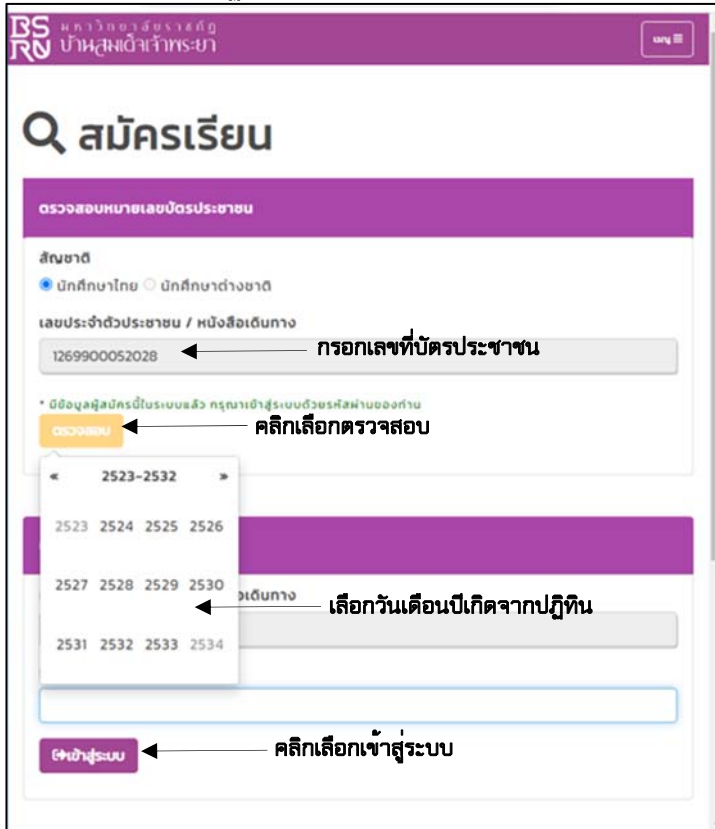 BS มหาวิทยาลัยราชภัฏ
RU บ้านสมเด็จเจ้าพระยา
เมนู
สมัครเรียน
ตรวจสอบหมายเลขบัตรประชาชน
สัญชาติ
นักศึกษาไทย นักศึกษาต่างชาติ
เลขประจำตัวประชาชน / หนังสือเดินทาง
1269900052028 กรอกเลขที่บัตรประชาชน
* มีข้อมูลผู้สมัครนี้ในระบบแล้ว กรุณาเข้าสู่ระบบด้วยรหัสผ่านของท่าน
ตรวจสอบ คลิกเลือกตรวจสอบ
« 2523-2532 »
2523 2524 2525 2526
2527 2528 2529 2530
อเดินทาง
เลือกวันเดือนปีเกิดจากปฏิทิน
2531 2532 2533 2534
เข้าสู่ระบบ คลิกเลือกเข้าสู่ระบบ